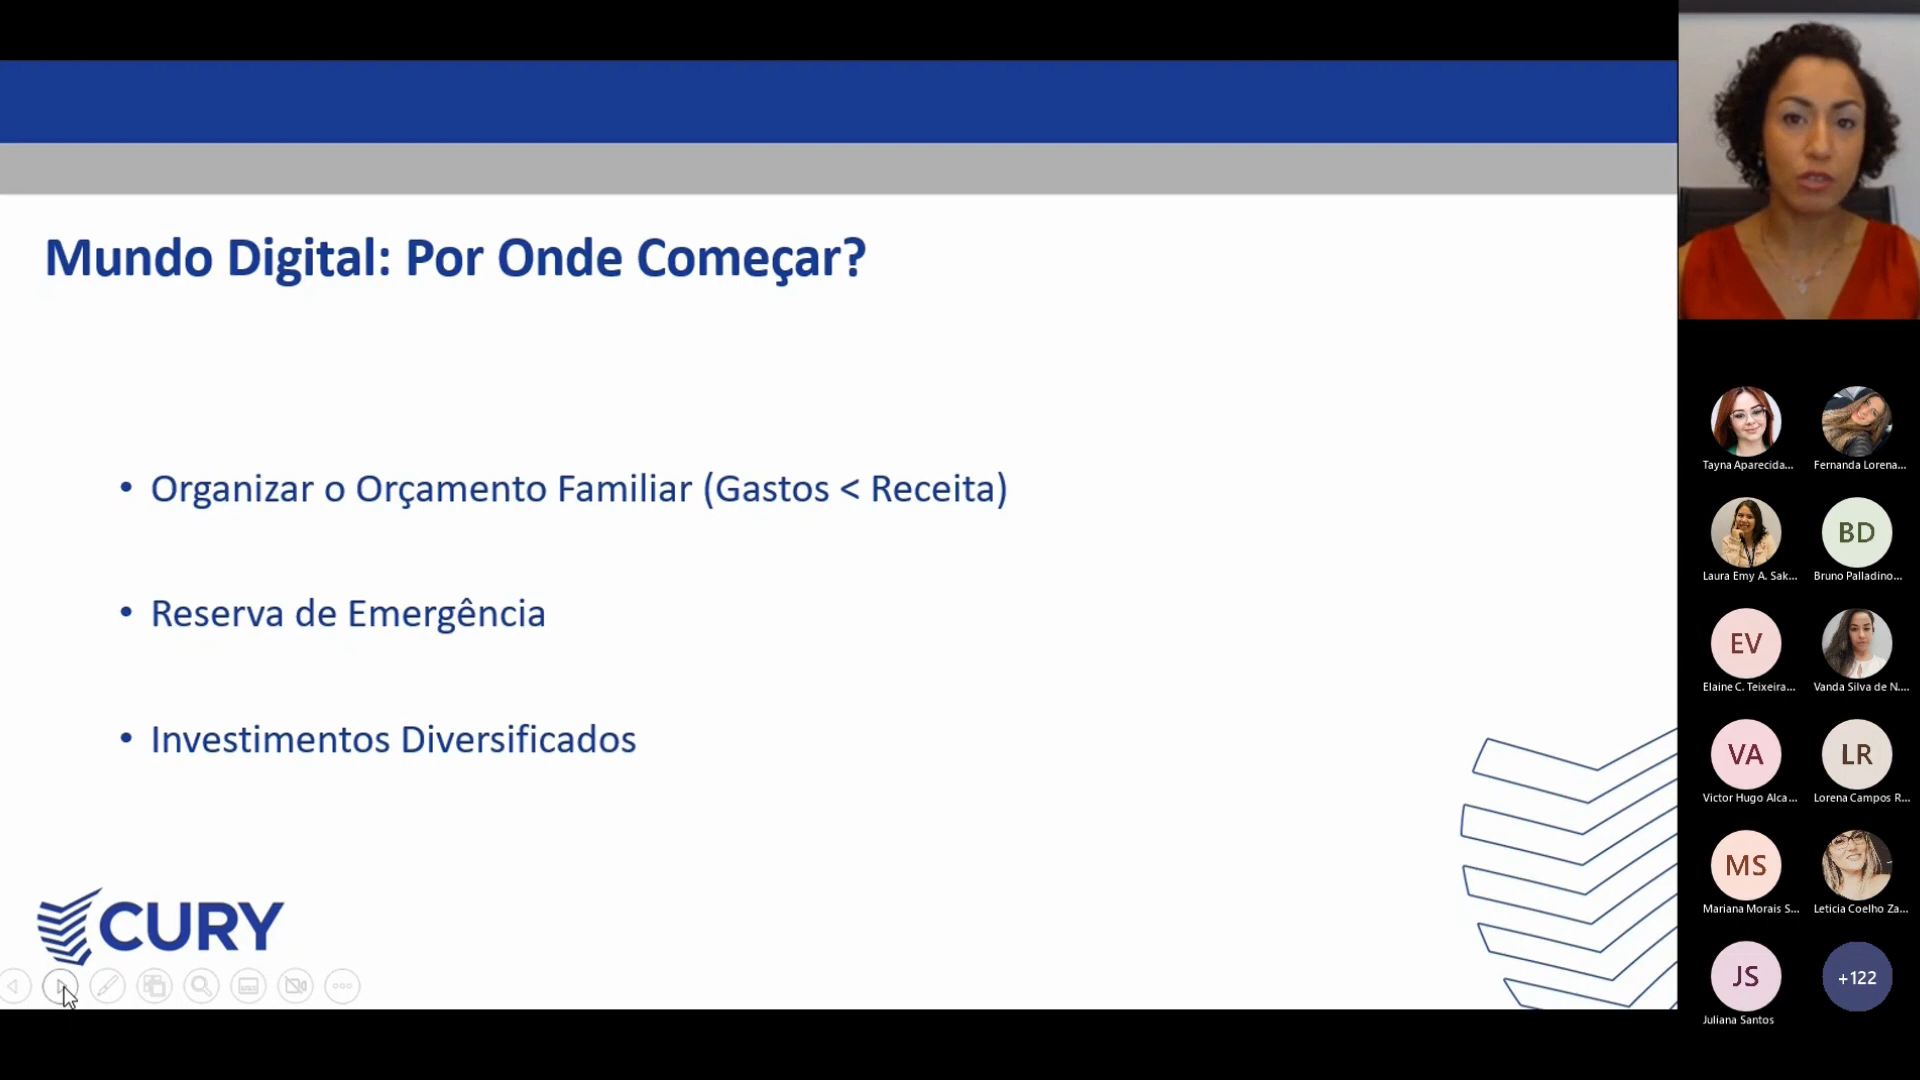 Mundo Digital: Por Onde Começar?
• Organizar o Orçamento Familiar (Gastos < Receita)
• Reserva de Emergência
• Investimentos Diversificados
CURY
Tayna Aparecida...
Fernanda Lorena...
Laura Emy A. Sak...
BD
Bruno Palladino...
EV
Elaine C. Teixeira...
Vanda Silva de N....
VA
Victor Hugo Alca...
LR
Lorena Campos R...
MS
Mariana Morais S...
Leticia Coelho Za...
JS
Juliana Santos
+122